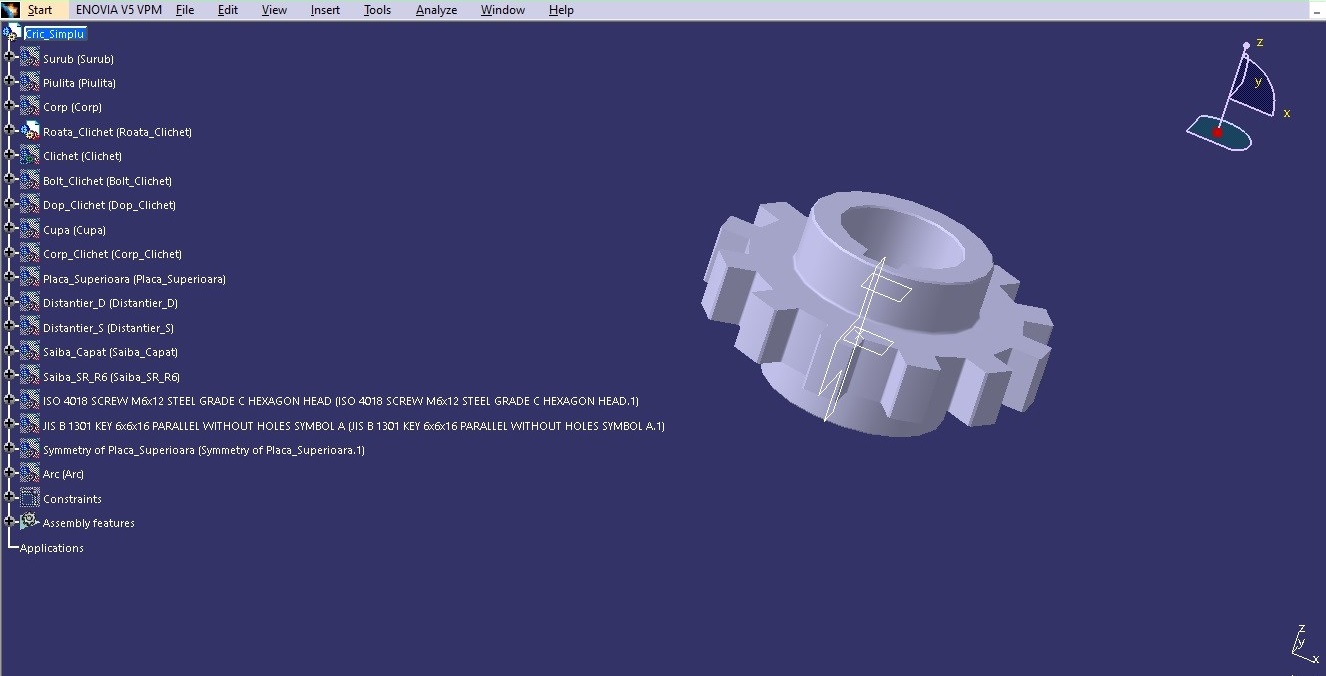 Start ENOVIA V5 VPM File Edit View Insert Tools Analyze Window Help
Cric_Simplu
Surub (Surub)
Piulita (Piulita)
Corp (Corp)
Roata_Clichet (Roata_Clichet)
Clichet (Clichet)
Bolt_Clichet (Bolt_Clichet)
Dop_Clichet (Dop_Clichet)
Cupa (Cupa)
Corp_Clichet (Corp_Clichet)
Placa_Superioara (Placa_Superioara)
Distantier_D (Distantier_D)
Distantier_S (Distantier_S)
Saiba_Capat (Saiba_Capat)
Saiba_SR_R6 (Saiba_SR_R6)
ISO 4018 SCREW M6x12 STEEL GRADE C HEXAGON HEAD (ISO 4018 SCREW M6x12 STEEL GRADE C HEXAGON HEAD.1)
JIS B 1301 KEY 6x6x16 PARALLEL WITHOUT HOLES SYMBOL A (JIS B 1301 KEY 6x6x16 PARALLEL WITHOUT HOLES SYMBOL A.1)
Symmetry of Placa_Superioara (Symmetry of Placa_Superioara.1)
Arc (Arc)
Constraints
Assembly features
Applications
z
y
x
z
y
x